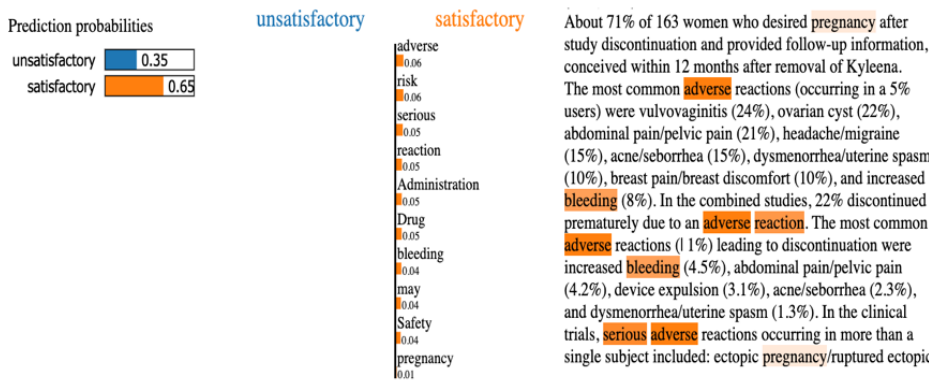 Prediction probabilities
unsatisfactory 0.35
satisfactory 0.65
unsatisfactory satisfactory
adverse
0.06
risk
0.06
serious
0.05
reaction
0.05
Administration
0.05
Drug
0.05
bleeding
0.04
may
0.04
Safety
0.04
pregnancy
0.01
About 71% of 163 women who desired pregnancy after
study discontinuation and provided follow-up information,
conceived within 12 months after removal of Kyleena.
The most common adverse reactions (occurring in a 5%
users) were vulvovaginitis (24%), ovarian cyst (22%),
abdominal pain/pelvic pain (21%), headache/migraine
(15%), acne/seborrhea (15%), dysmenorrhea/uterine spasm
(10%), breast pain/breast discomfort (10%), and increased
bleeding (8%). In the combined studies, 22% discontinued
prematurely due to an adverse reaction. The most common
adverse reactions (| 1%) leading to discontinuation were
increased bleeding (4.5%), abdominal pain/pelvic pain
(4.2%), device expulsion (3.1%), acne/seborrhea (2.3%),
and dysmenorrhea/uterine spasm (1.3%). In the clinical
trials, serious adverse reactions occurring in more than a
single subject included: ectopic pregnancy/ruptured ectopic